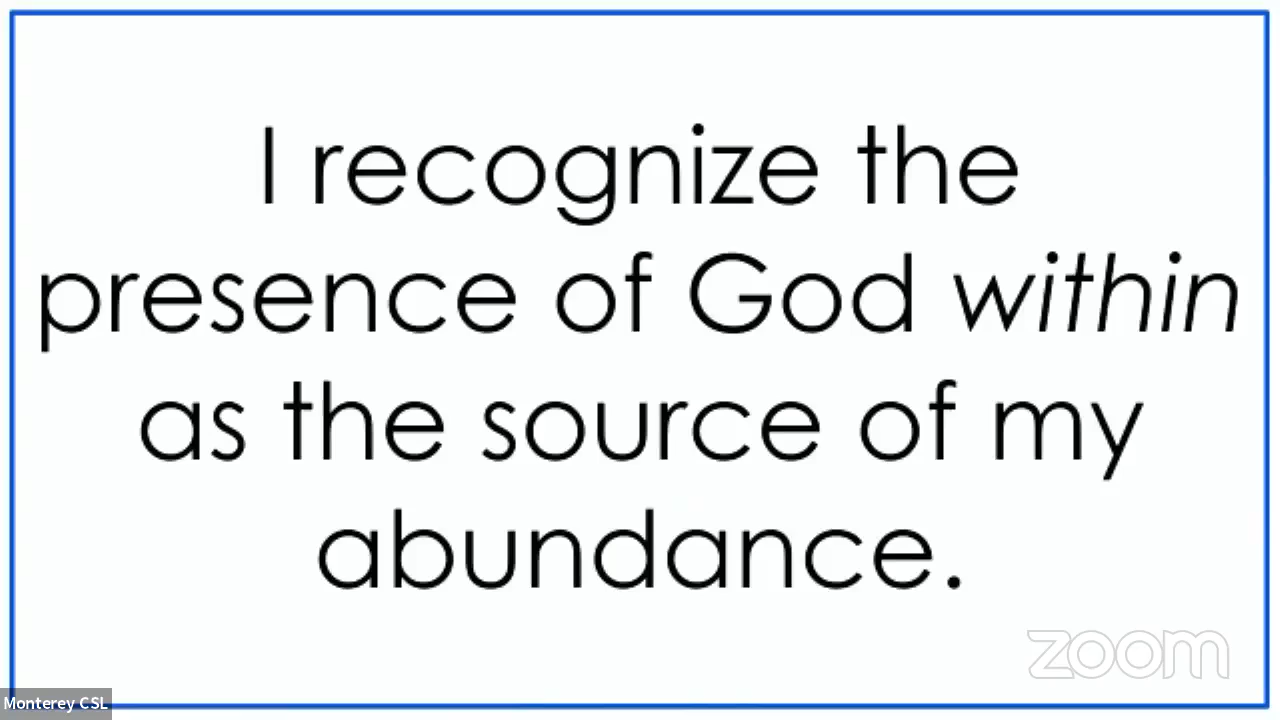 I recognize the
presence of God within
as the source of my
abundance.
zoom
Monterey CSL